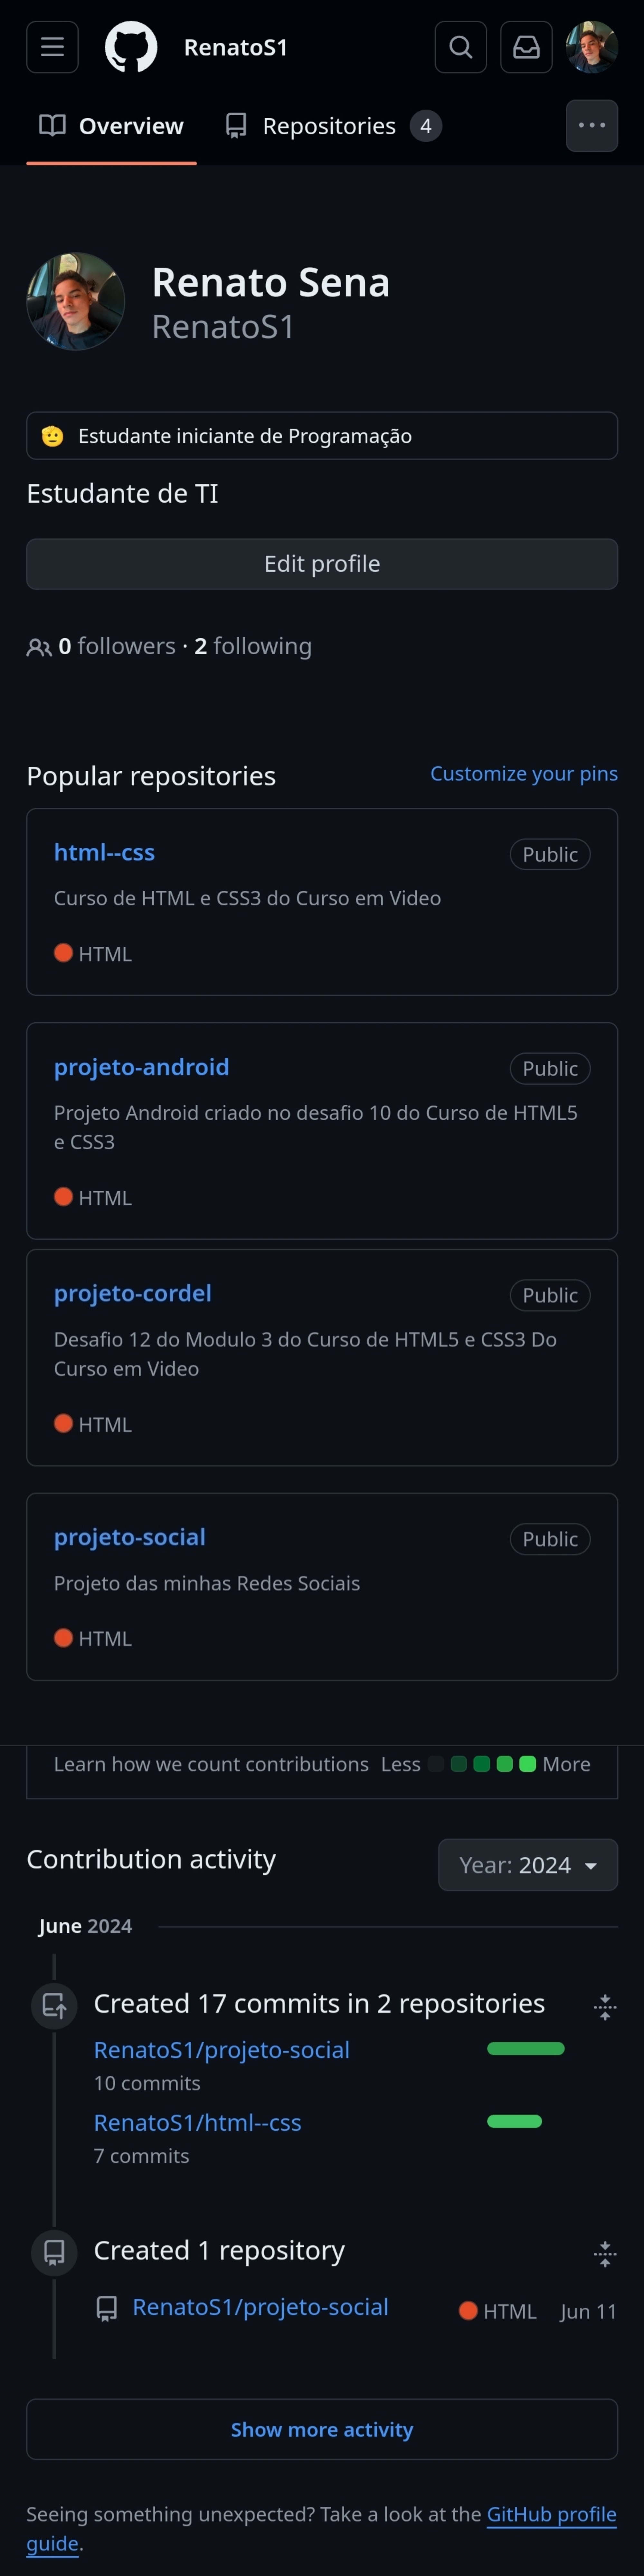 RenatoS1
Overview
Repositories 4
Renato Sena
RenatoS1
Estudante iniciante de Programação
Estudante de TI
Edit profile
0 followers · 2 following
Popular repositories
Customize your pins
html--css
Public
Curso de HTML e CSS3 do Curso em Video
HTML
projeto-android
Public
Projeto Android criado no desafio 10 do Curso de HTML5
e CSS3
HTML
projeto-cordel
Public
Desafio 12 do Modulo 3 do Curso de HTML5 e CSS3 Do
Curso em Video
HTML
projeto-social
Public
Projeto das minhas Redes Sociais
HTML
Learn how we count contributions
Less
More
Contribution activity
Year: 2024
June 2024
Created 17 commits in 2 repositories
RenatoS1/projeto-social
10 commits
RenatoS1/html--css
7 commits
Created 1 repository
RenatoS1/projeto-social
HTML
Jun 11
Show more activity
Seeing something unexpected? Take a look at the GitHub profile
guide.